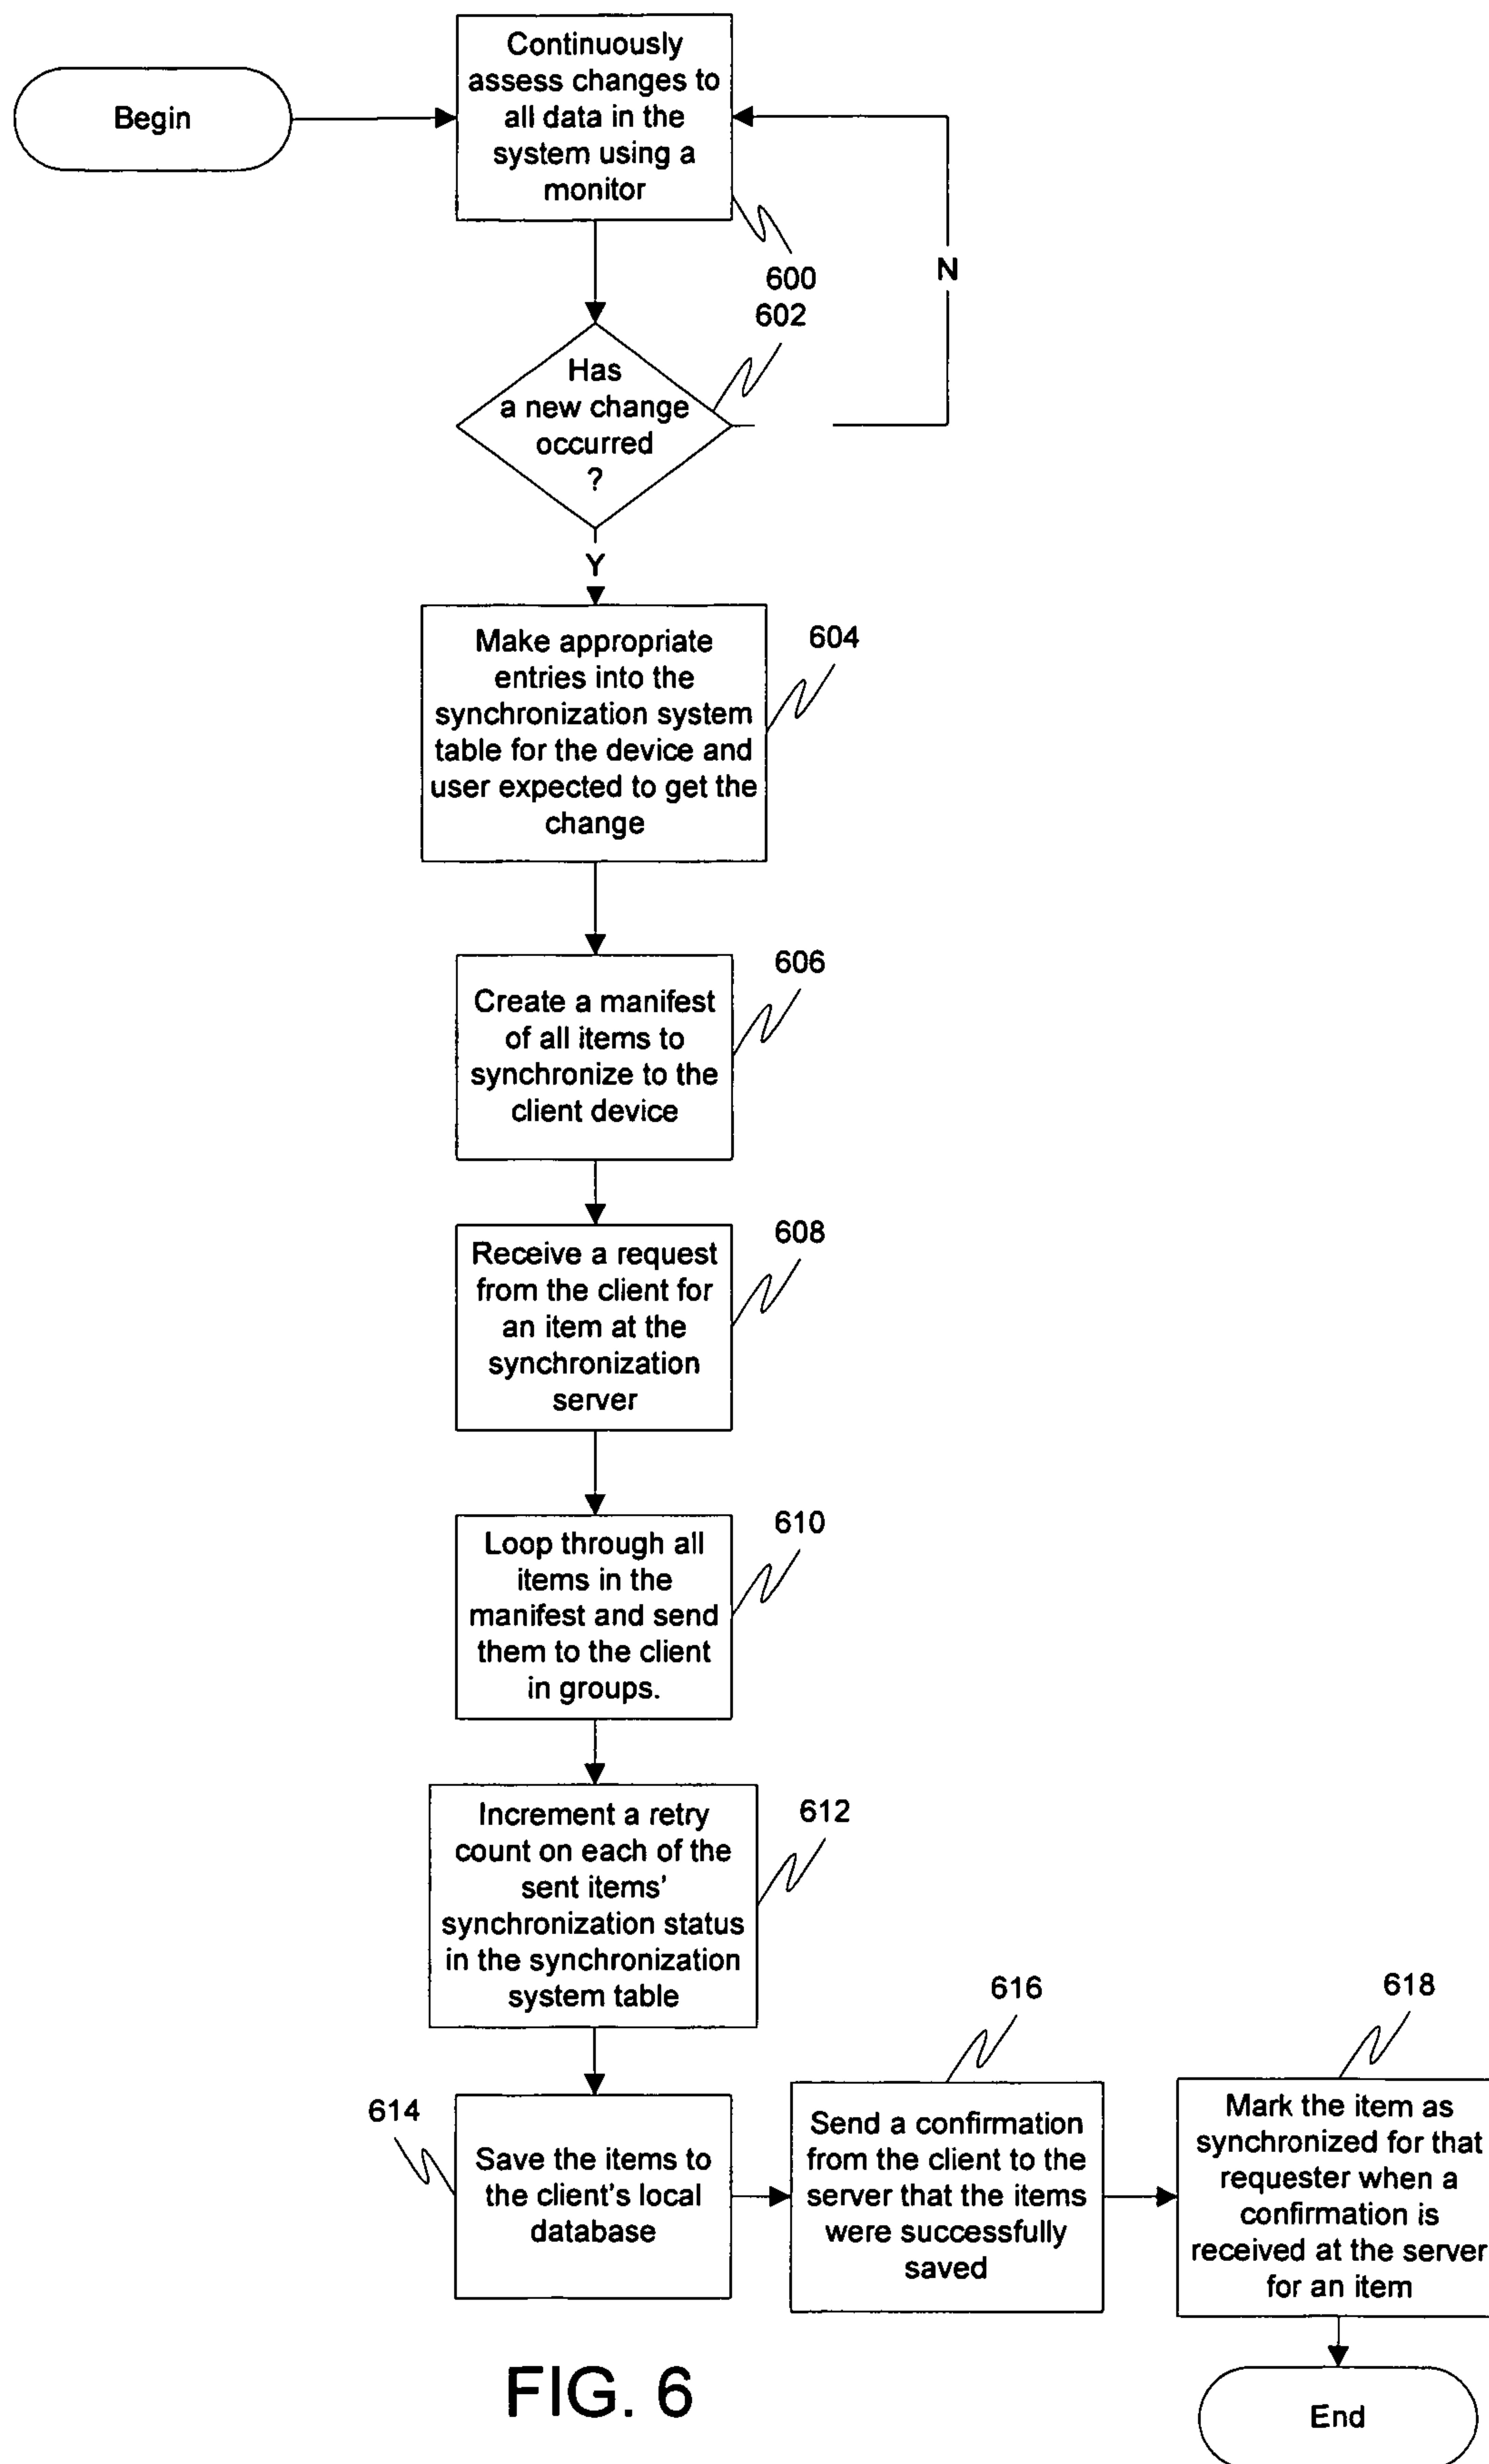 Begin
Continuously
assess changes to
all data in the
system using a
monitor
600
N
602
Has
a new change
occurred
?
Y
604
Make appropriate
entries into the
synchronization system
table for the device and
user expected to get the
change
606
Create a manifest
of all items to
synchronize to the
client device
608
Receive a request
from the client for
an item at the
synchronization
server
610
Loop through all
items in the
manifest and send
them to the client
in groups.
612
Increment a retry
count on each of the
sent items'
synchronization status
in the synchronization
system table
614
Save the items to
the client's local
database
616
Send a confirmation
from the client to the
server that the items
were successfully
saved
618
Mark the item as
synchronized for that
requester when a
confirmation is
received at the server
for an item
End
FIG. 6